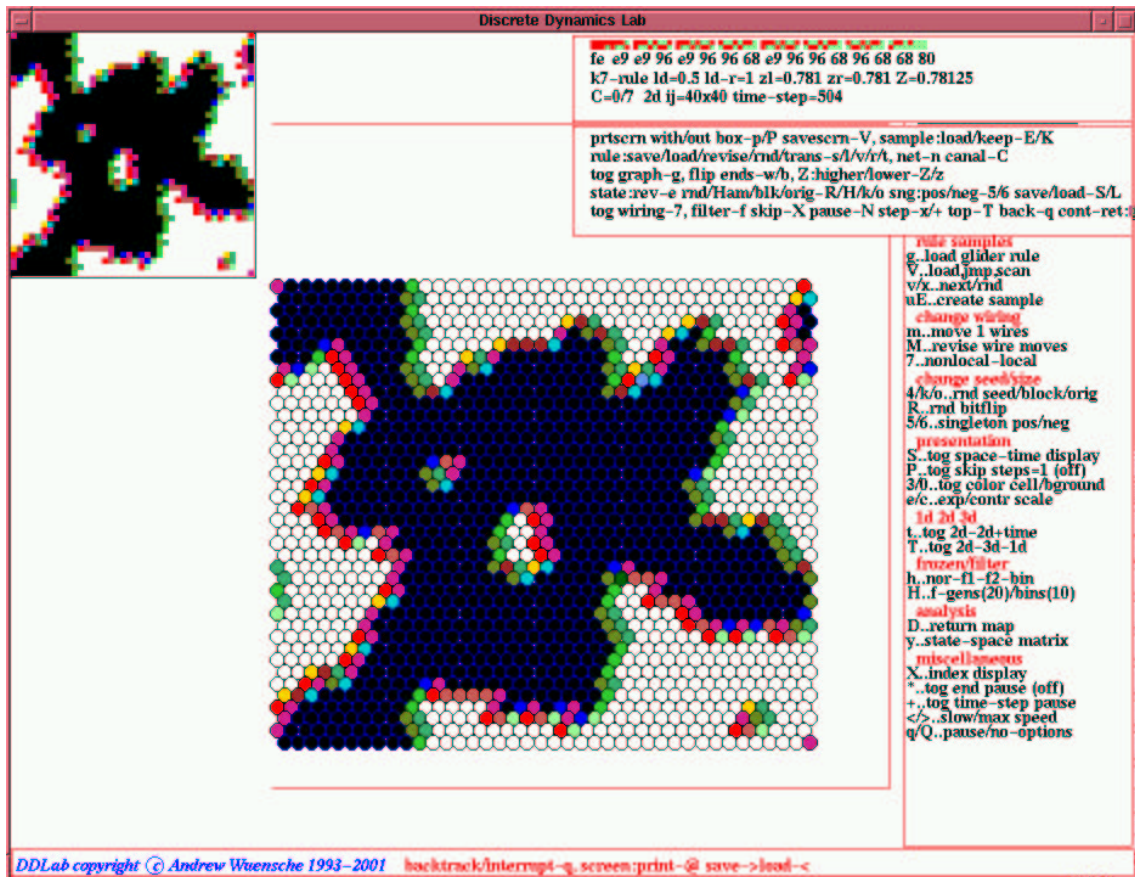 Discrete Dynamics Lab
fe e9 e9 96 e9 96 96 68 e9 96 96 68 96 68 68 80
k7-rule ld=0.5 ld-r=1 zl=0.781 zr=0.781 Z=0.78125
C=0/7 2d ij=40x40 time-step=504
prtscrn with/out box-p/P savescrn-V, sample:load/keep-E/K
rule:save/load/revise/rnd/trans-s/l/v/r/t, net-n canal-C
tog graph-g, flip ends-w/b, Z:higher/lower-Z/z
state:rev-e rnd/Ham/blk/orig-R/H/k/o sng:pos/neg-5/6 save/load-S/L
tog wiring-7, filter-f skip-X pause-N step-x/+ top-T back-q cont-ret:
rule samples
g..load glider rule
V..load,jmp,scan
v/x..next/rnd
uE..create sample
change wiring
m..move 1 wires
M..revise wire moves
7..nonlocal-local
change seed/size
4/k/o..rnd seed/block/orig
R..rnd bitflip
5/6..singleton pos/neg
presentation
S..tog space-time display
P..tog skip steps=1 (off)
3/0..tog color cell/bground
e/c..exp/contr scale
1d 2d 3d
t..tog 2d-2d+time
T..tog 2d-3d-1d
frozen/filter
h..nor-f1-f2-bin
H..f-gens(20)/bins(10)
analysis
D..return map
y..state-space matrix
miscellaneous
X..index display
*..tog end pause (off)
+..tog time-step pause
</>..slow/max speed
q/Q..pause/no-options
DDLab copyright © Andrew Wuensche 1993-2001 backtrack/interrupt-q, screen:print-@ save->load-<